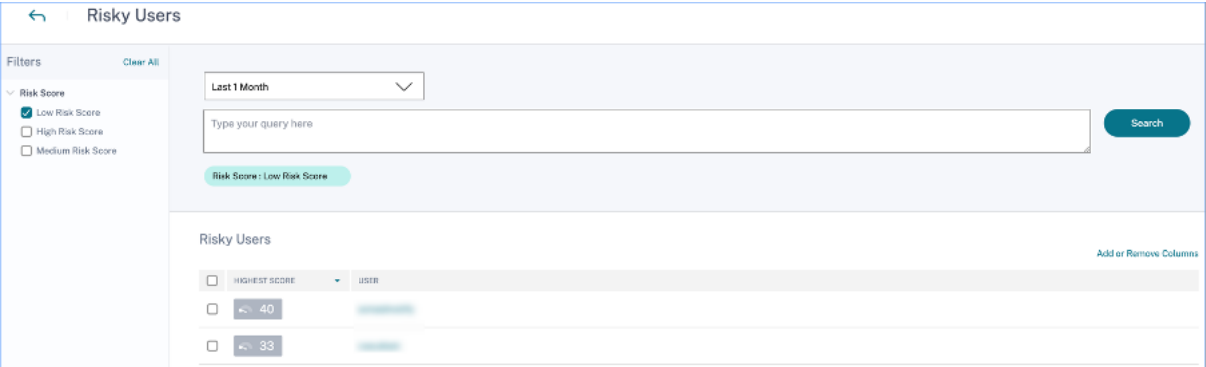 Risky Users
Filters
Clear All
Risk Score
Low Risk Score
High Risk Score
Medium Risk Score
Last 1 Month
Type your query here
Search
Risk Score : Low Risk Score
Risky Users
Add or Remove Columns
HIGHEST SCORE USER
40
33